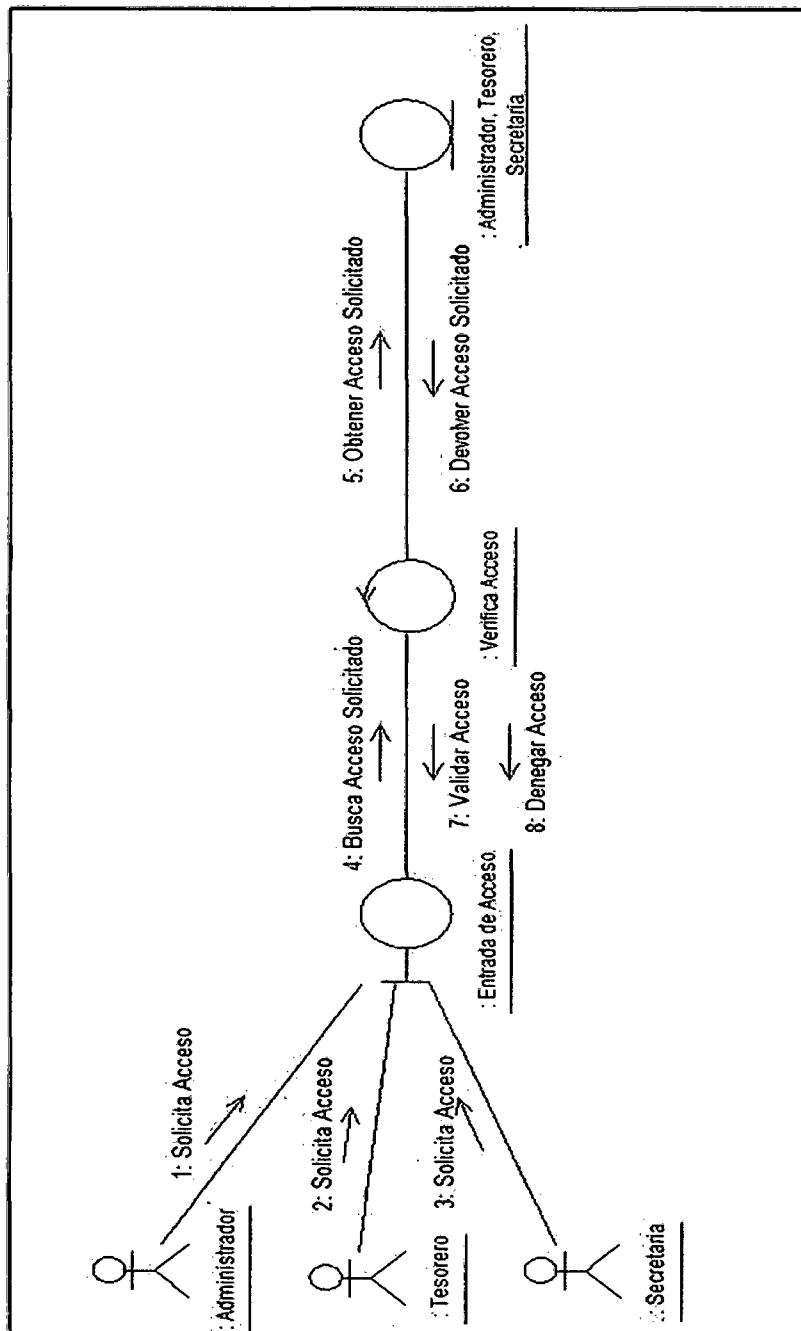 1: Solicita Acceso
: Administrador
2: Solicita Acceso
: Tesorero
3: Solicita Acceso
: Secretaria
: Entrada de Acceso
4: Busca Acceso Solicitado
7: Validar Acceso
8: Denegar Acceso
: Verifica Acceso
5: Obtener Acceso Solicitado
6: Devolver Acceso Solicitado
: Administrador, Tesorero,
Secretaria